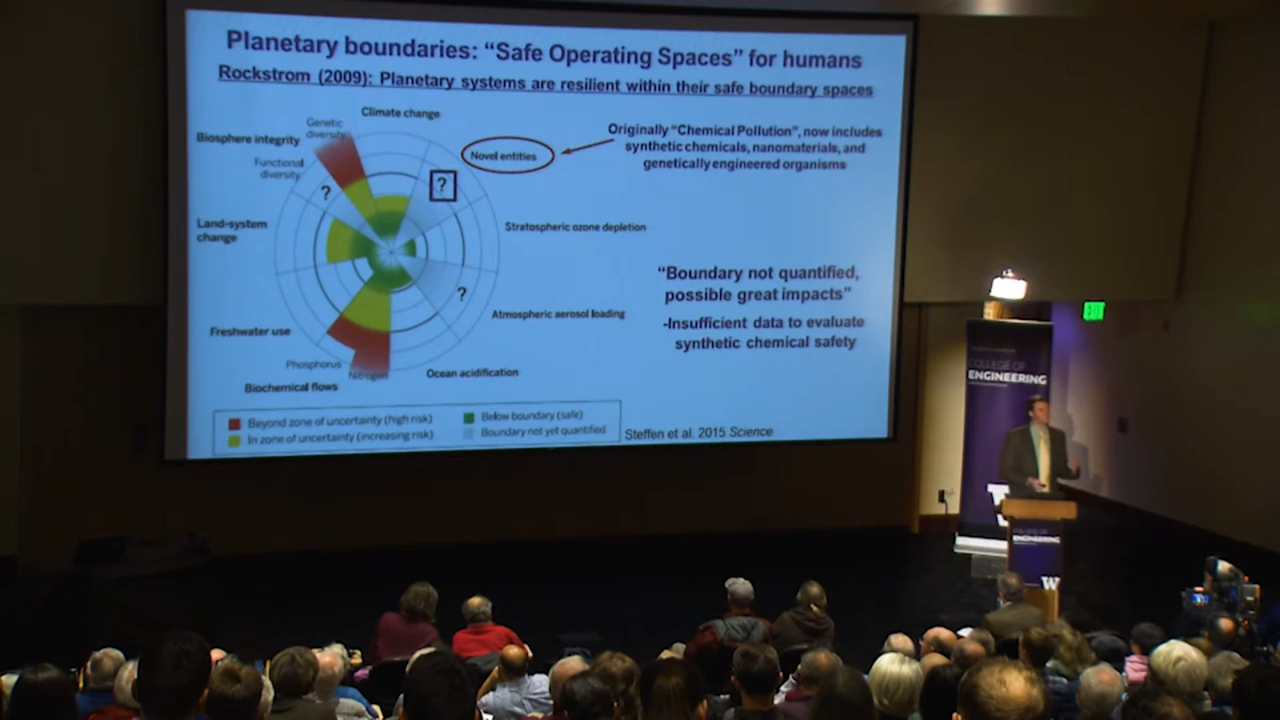 Planetary boundaries: “Safe Operating Spaces” for humans
Rockstrom (2009): Planetary systems are resilient within their safe boundary spaces
Climate change
Genetic
diversity
Biosphere integrity
Functional
diversity
?
Novel entities
?
Originally “Chemical Pollution”, now includes
synthetic chemicals, nanomaterials, and
genetically engineered organisms
Land-system
change
Stratospheric ozone depletion
“Boundary not quantified,
possible great impacts”
-Insufficient data to evaluate
synthetic chemical safety
?
Atmospheric aerosol loading
Freshwater use
Phosphorus
Nitrogen
Biochemical flows
Ocean acidification
Beyond zone of uncertainty (high risk)
In zone of uncertainty (increasing risk)
Below boundary (safe)
Boundary not yet quantified
Steffen et al. 2015 Science
EXIT
COLLEGE OF
ENGINEERING
W
COLLEGE OF
ENGINEERING
W